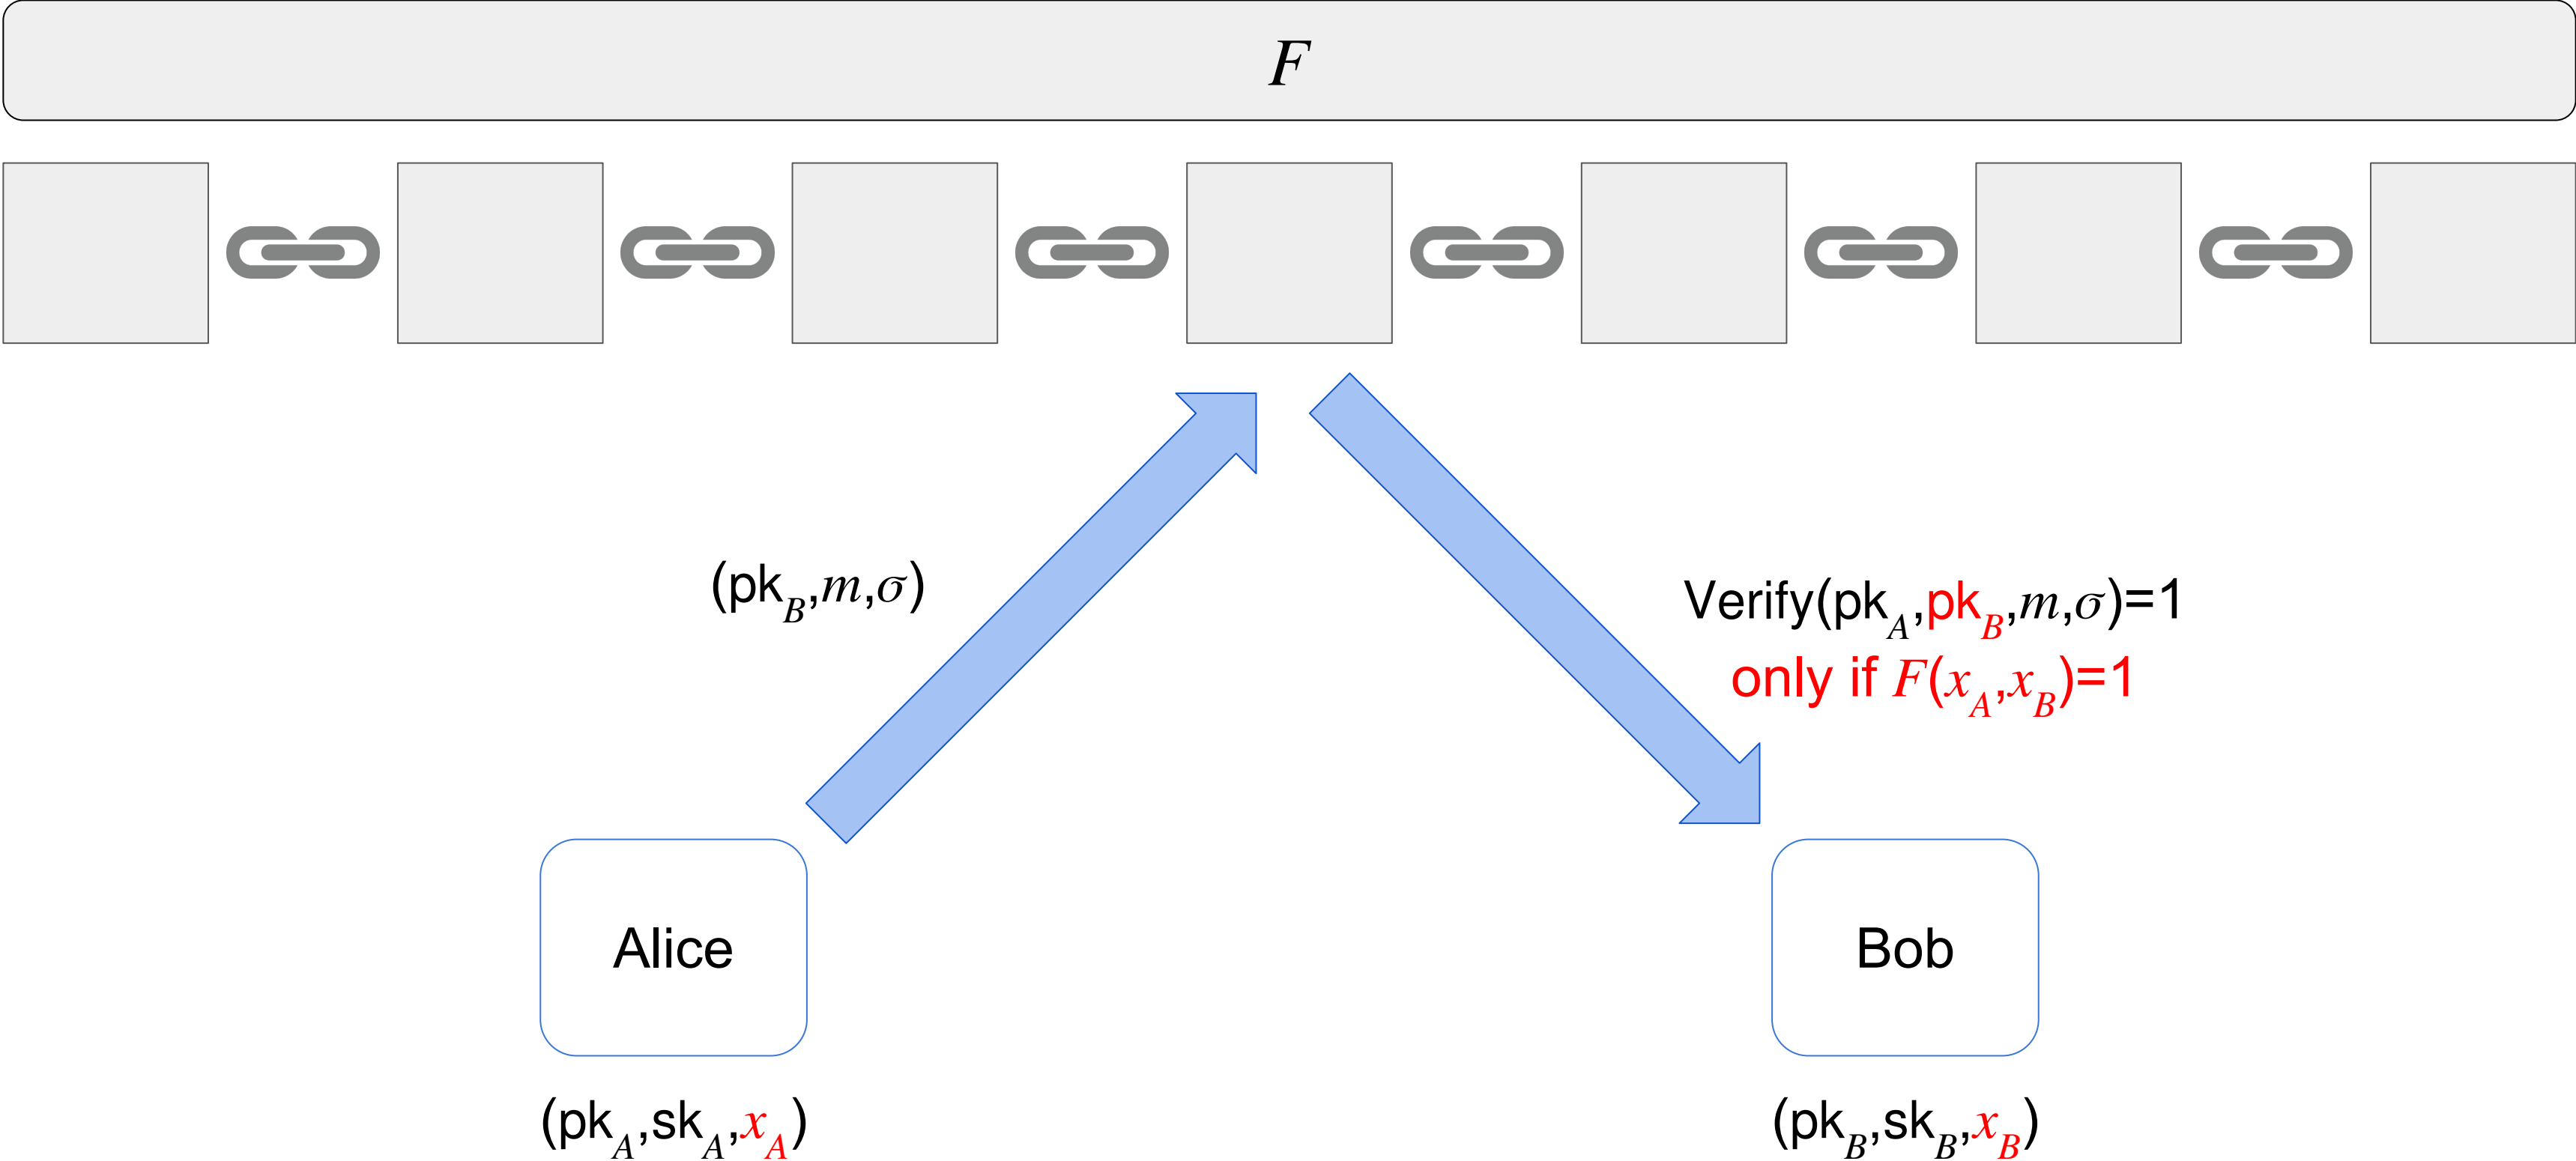 F
(pk_B,m,σ)
Verify(pk_A,pk_B,m,σ)=1
only if F(x_A,x_B)=1
Alice
Bob
(pk_A,sk_A,x_A)
(pk_B,sk_B,x_B)